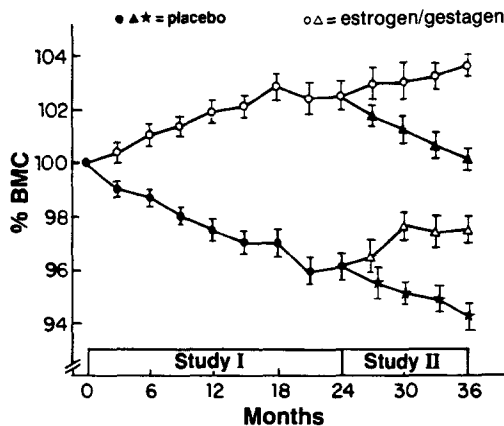 ●▲★= placebo ○△= estrogen/gestagen
104
102
100
98
96
94
% BMC
Study I Study II
0 6 12 18 24 30 36
Months